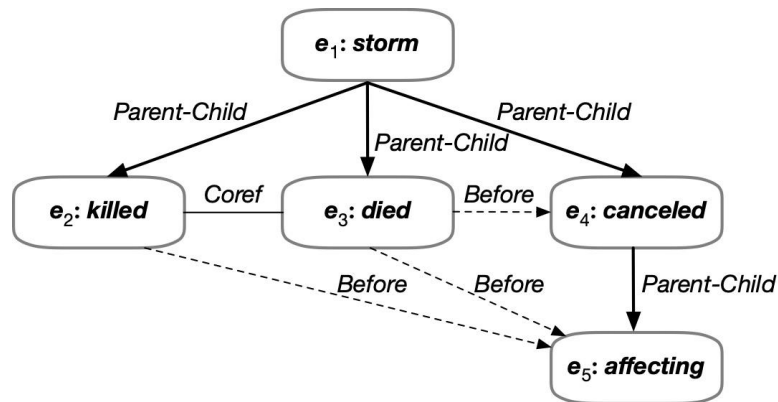 e₁: storm
Parent-Child
Parent-Child
Parent-Child
e₂: killed
Coref
e₃: died
Before
e₄: canceled
Before
Before
Parent-Child
e₅: affecting